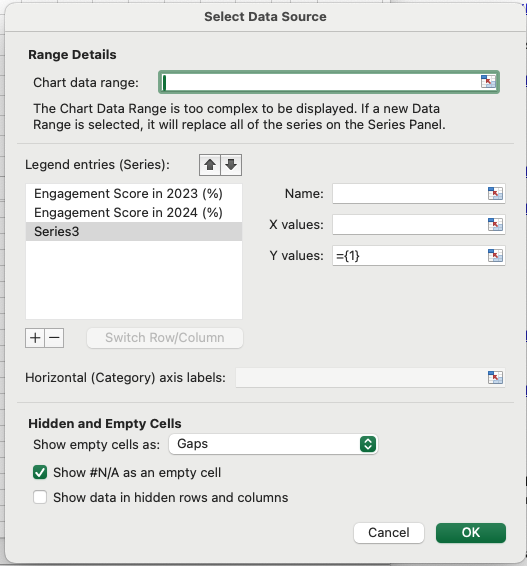 Select Data Source
Range Details
Chart data range:
The Chart Data Range is too complex to be displayed. If a new Data
Range is selected, it will replace all of the series on the Series Panel.
Legend entries (Series):
Engagement Score in 2023 (%)
Engagement Score in 2024 (%)
Series3
Name:
X values:
Y values: ={1}
Switch Row/Column
Horizontal (Category) axis labels:
Hidden and Empty Cells
Show empty cells as: Gaps
Show #N/A as an empty cell
Show data in hidden rows and columns
Cancel OK